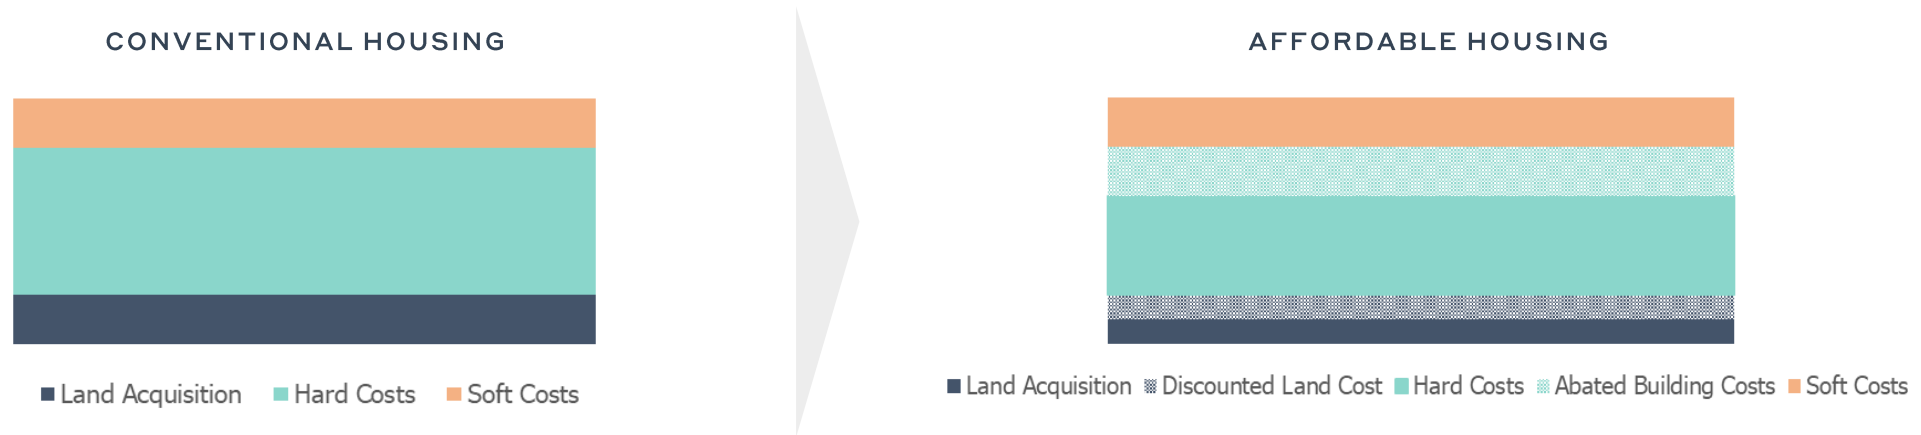 CONVENTIONAL HOUSING
Land Acquisition Hard Costs Soft Costs
AFFORDABLE HOUSING
Land Acquisition Discounted Land Cost Hard Costs Abated Building Costs Soft Costs